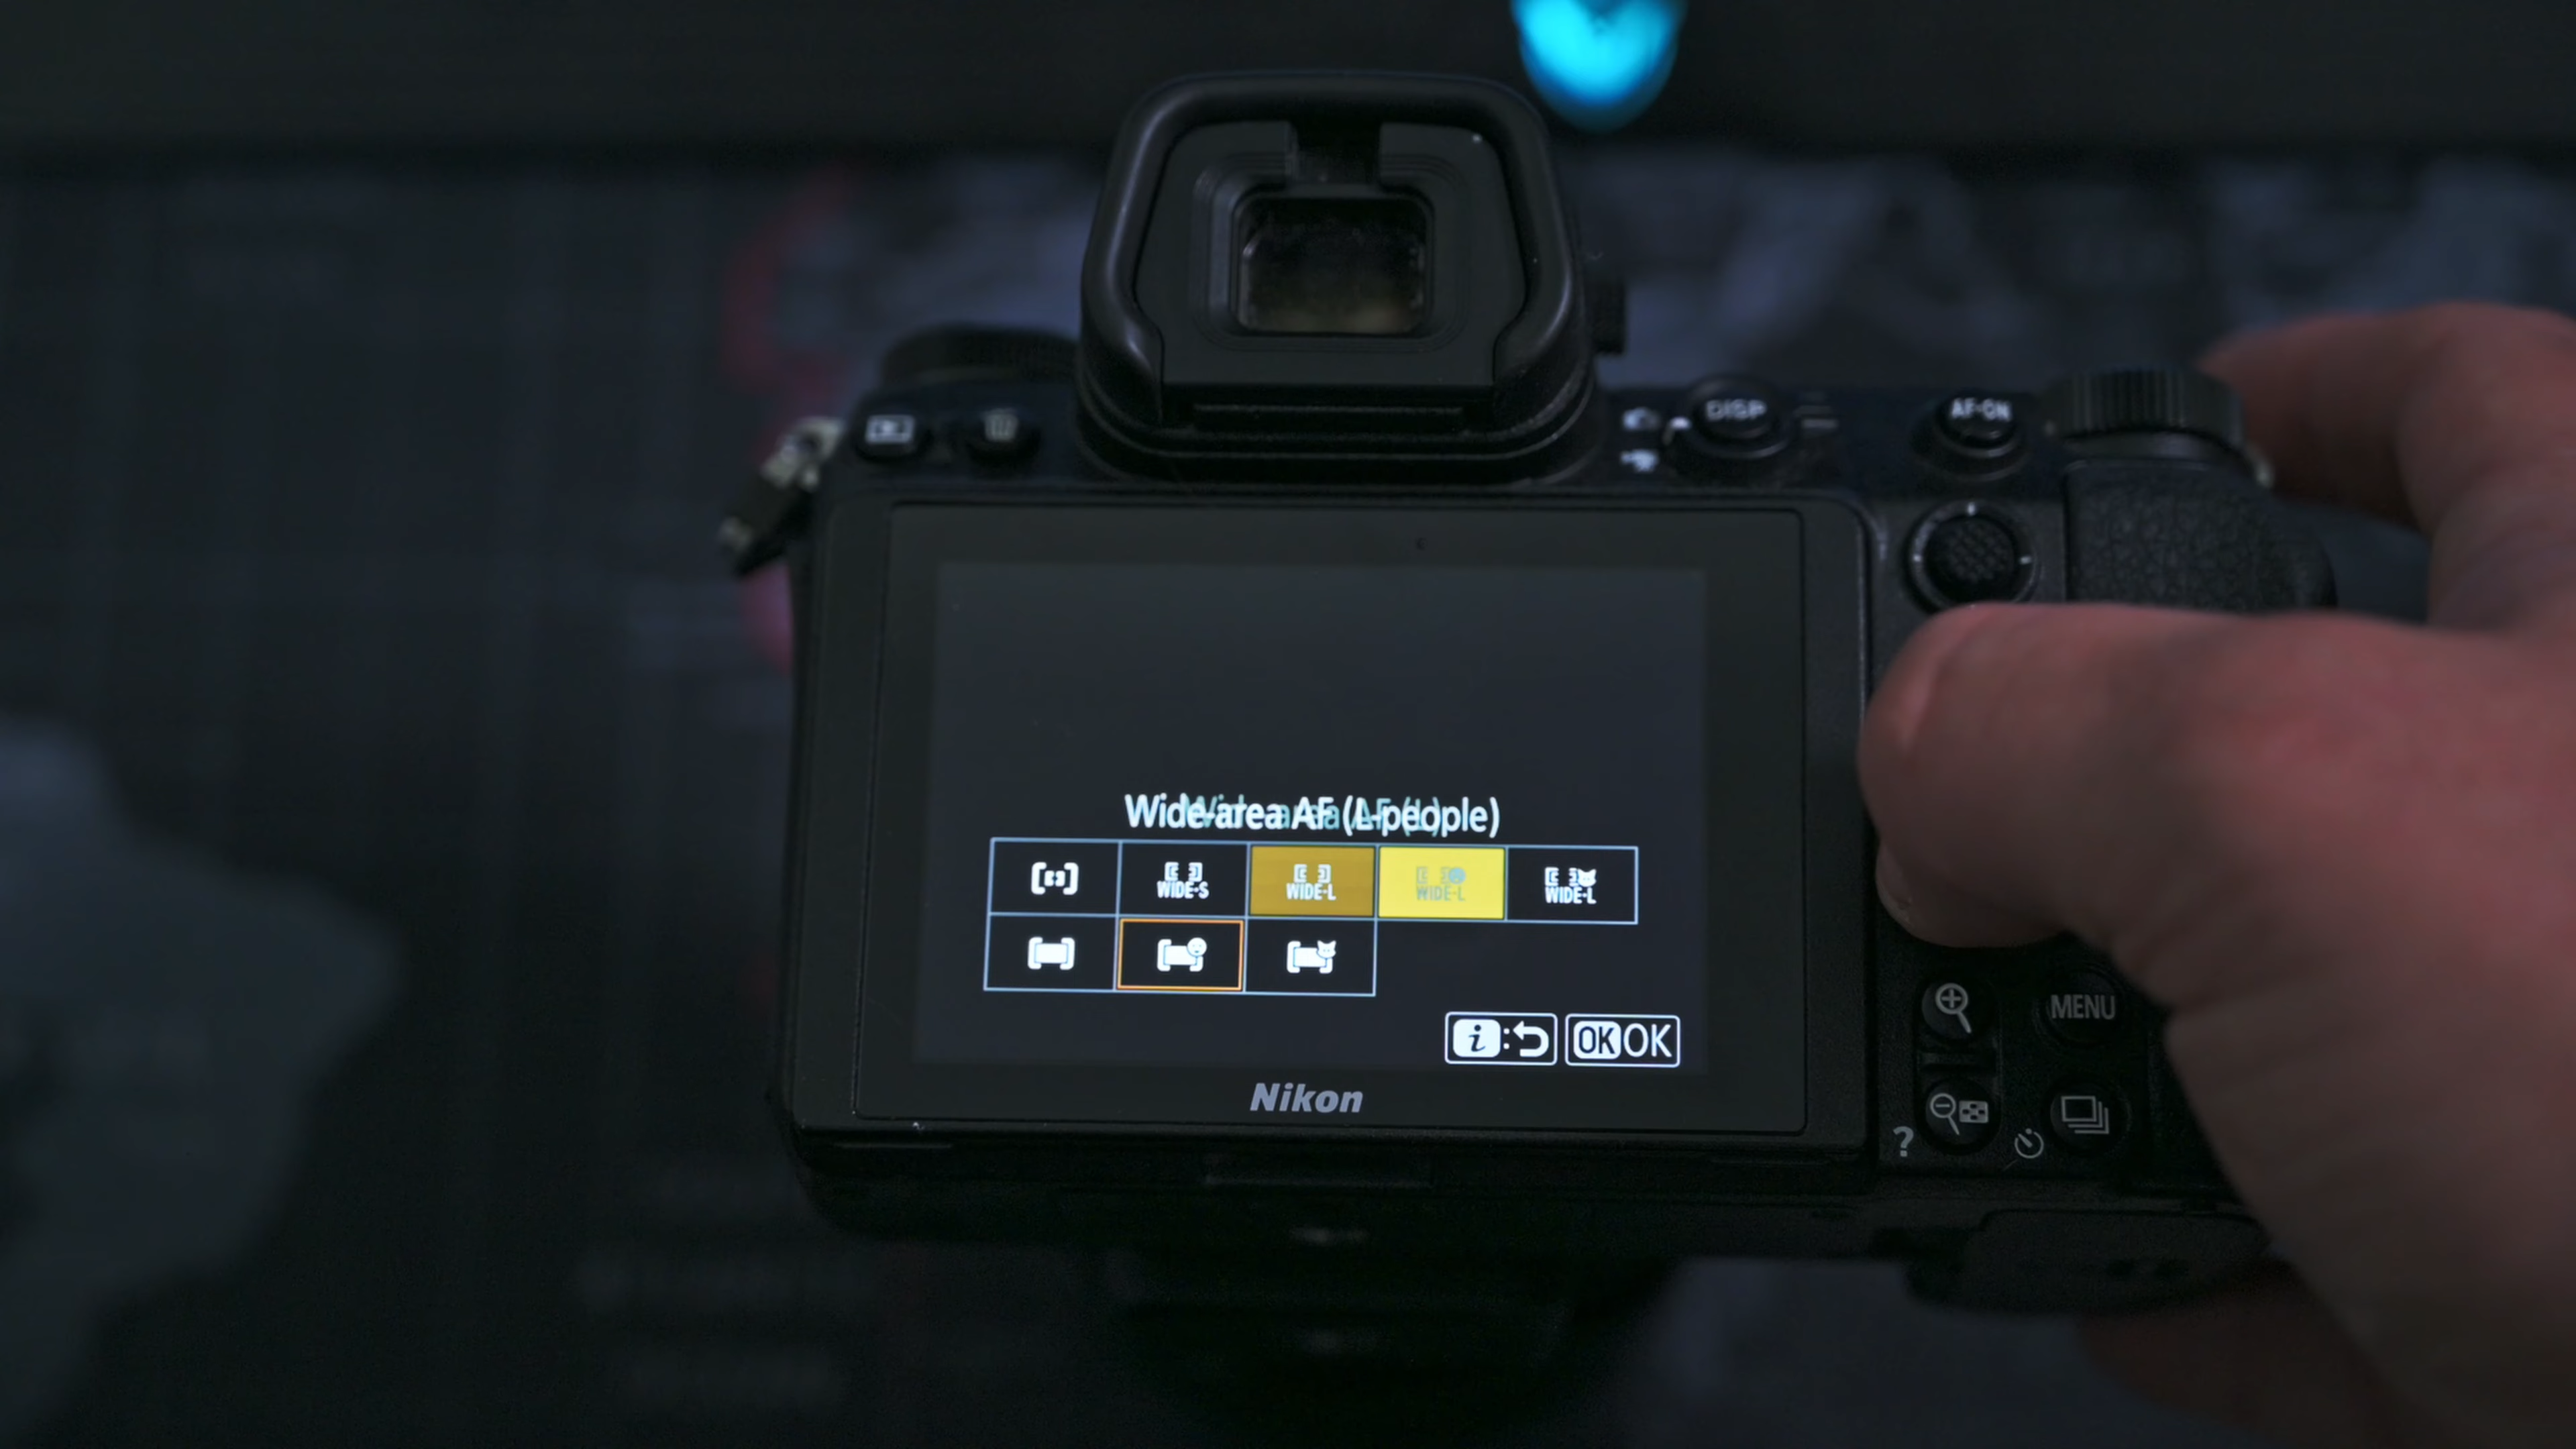 DISP
AF-ON
Wide-area AF (L-people)
WIDE-S WIDE-L WIDE-L WIDE-L
i : OK OK
MENU
Nikon
?